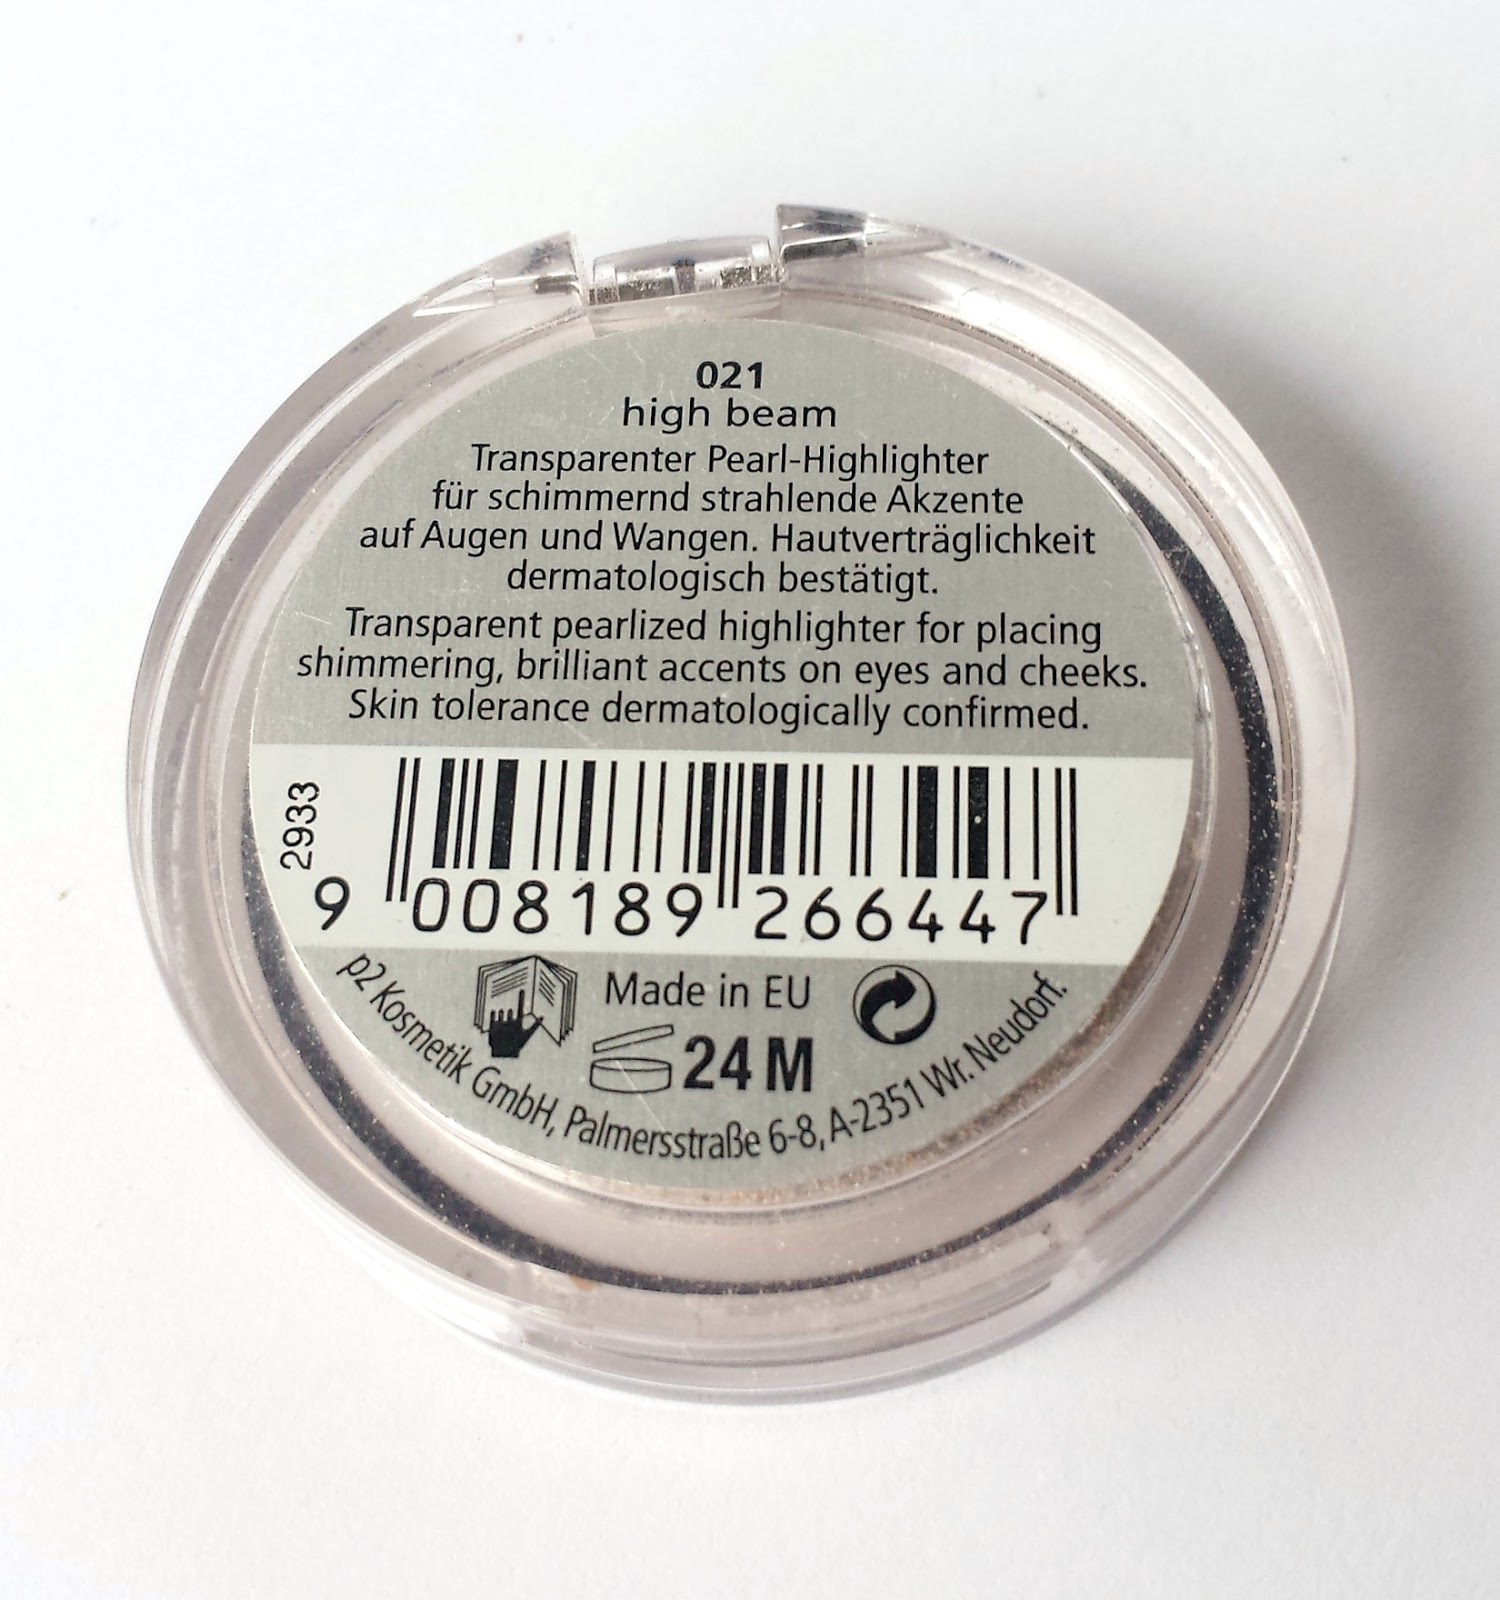 021
high beam
Transparenter Pearl-Highlighter
für schimmernd strahlende Akzente
auf Augen und Wangen. Hautverträglichkeit
dermatologisch bestätigt.
Transparent pearlized highlighter for placing
shimmering, brilliant accents on eyes and cheeks.
Skin tolerance dermatologically confirmed.
2933
9 008189 266447
Made in EU
24 M
p2 Kosmetik GmbH, Palmersstraße 6-8, A-2351 Wr. Neudorf.